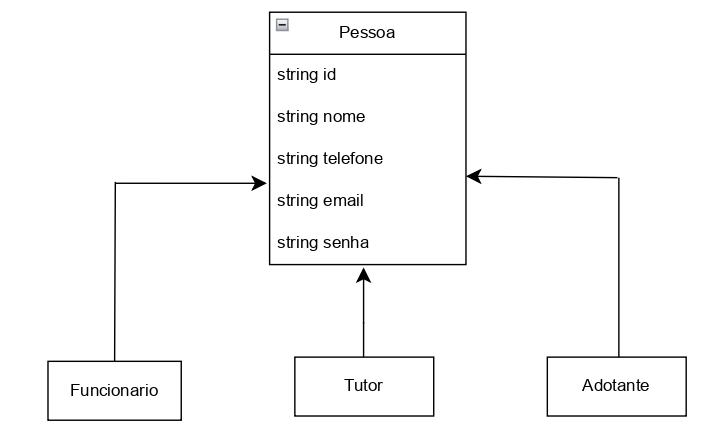 Pessoa
string id
string nome
string telefone
string email
string senha
Funcionario
Tutor
Adotante